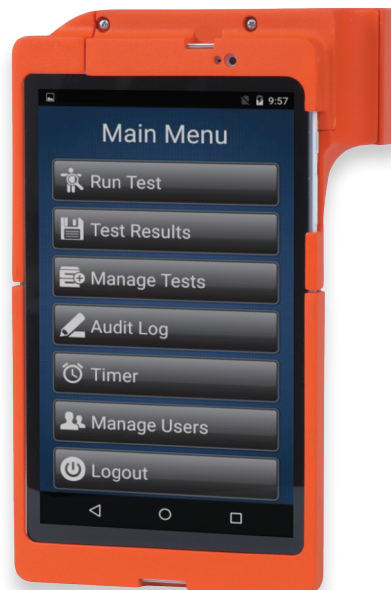 9:57
Main Menu
Run Test
Test Results
Manage Tests
Audit Log
Timer
Manage Users
Logout